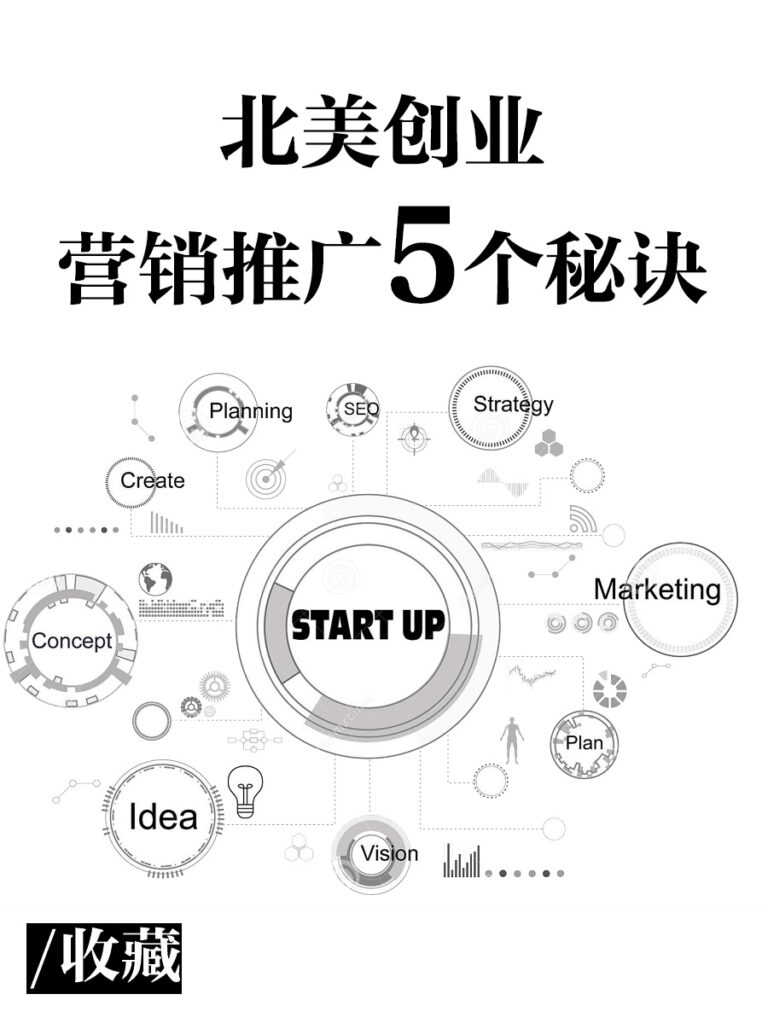 北美创业
营销推广5个秘诀
Planning
SEO
Strategy
Create
Marketing
START UP
Concept
Plan
Idea
Vision
/收藏